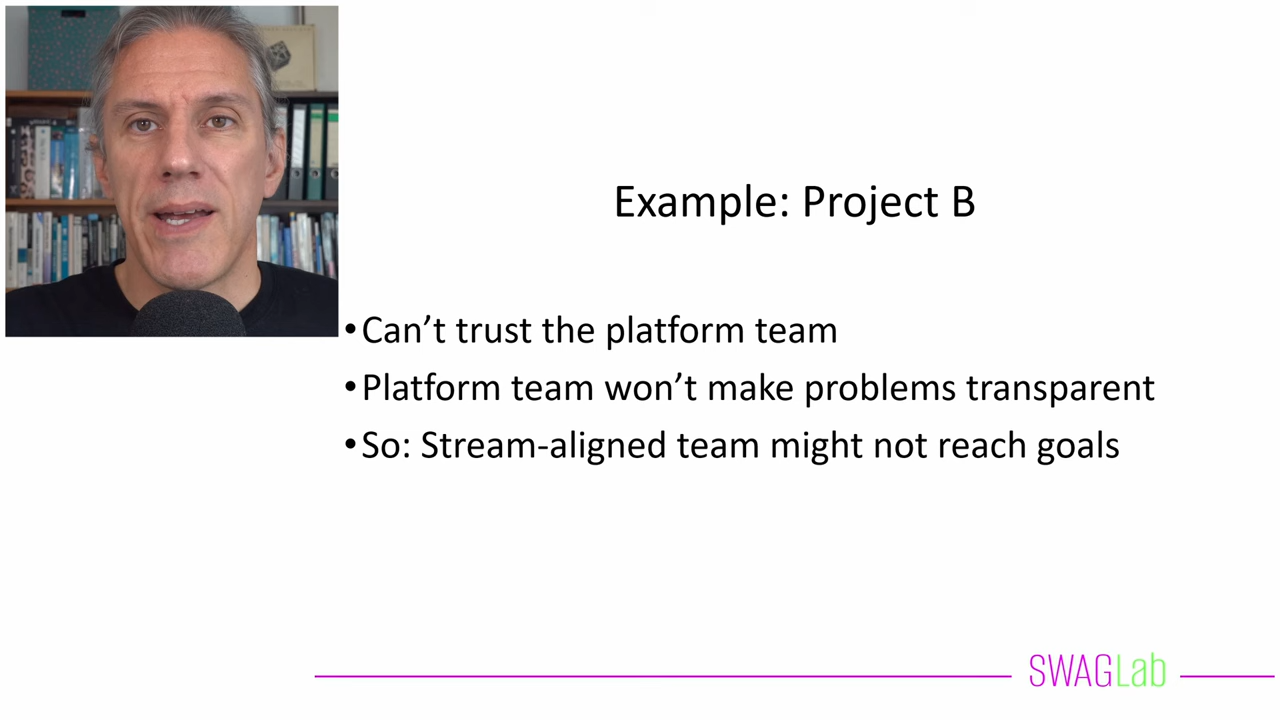 Example: Project B
•Can’t trust the platform team
•Platform team won’t make problems transparent
•So: Stream-aligned team might not reach goals
SWAGLab